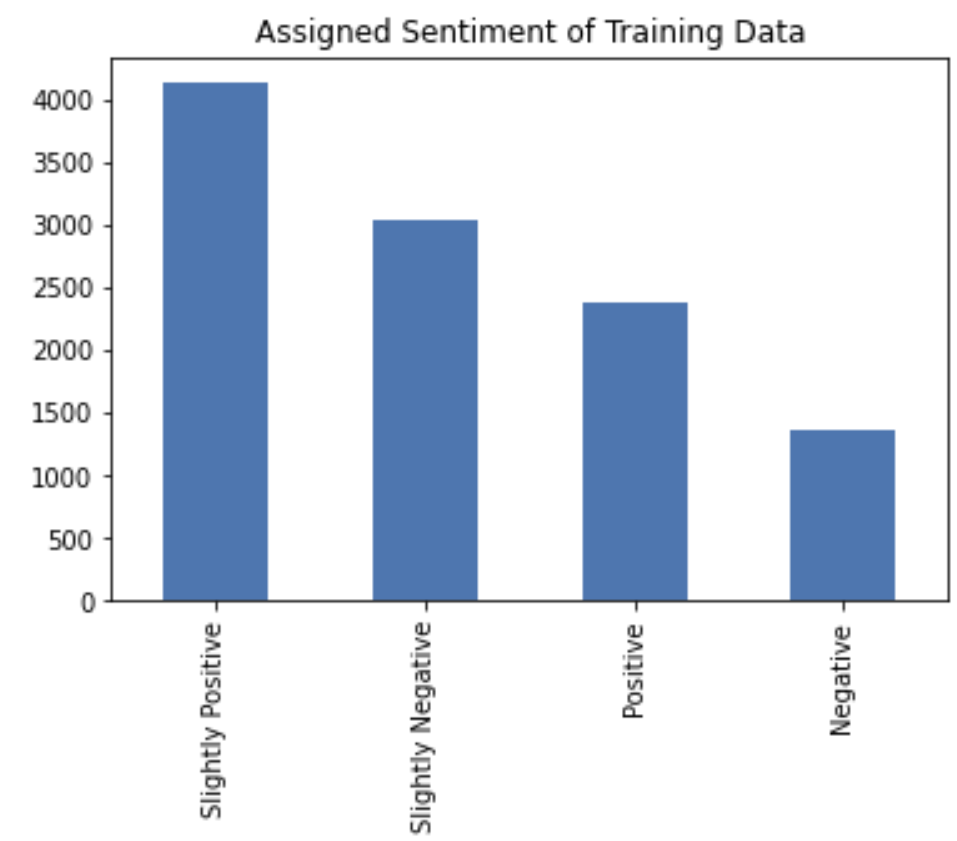 Assigned Sentiment of Training Data
4000
3500
3000
2500
2000
1500
1000
500
0
Slightly Positive
Slightly Negative
Positive
Negative